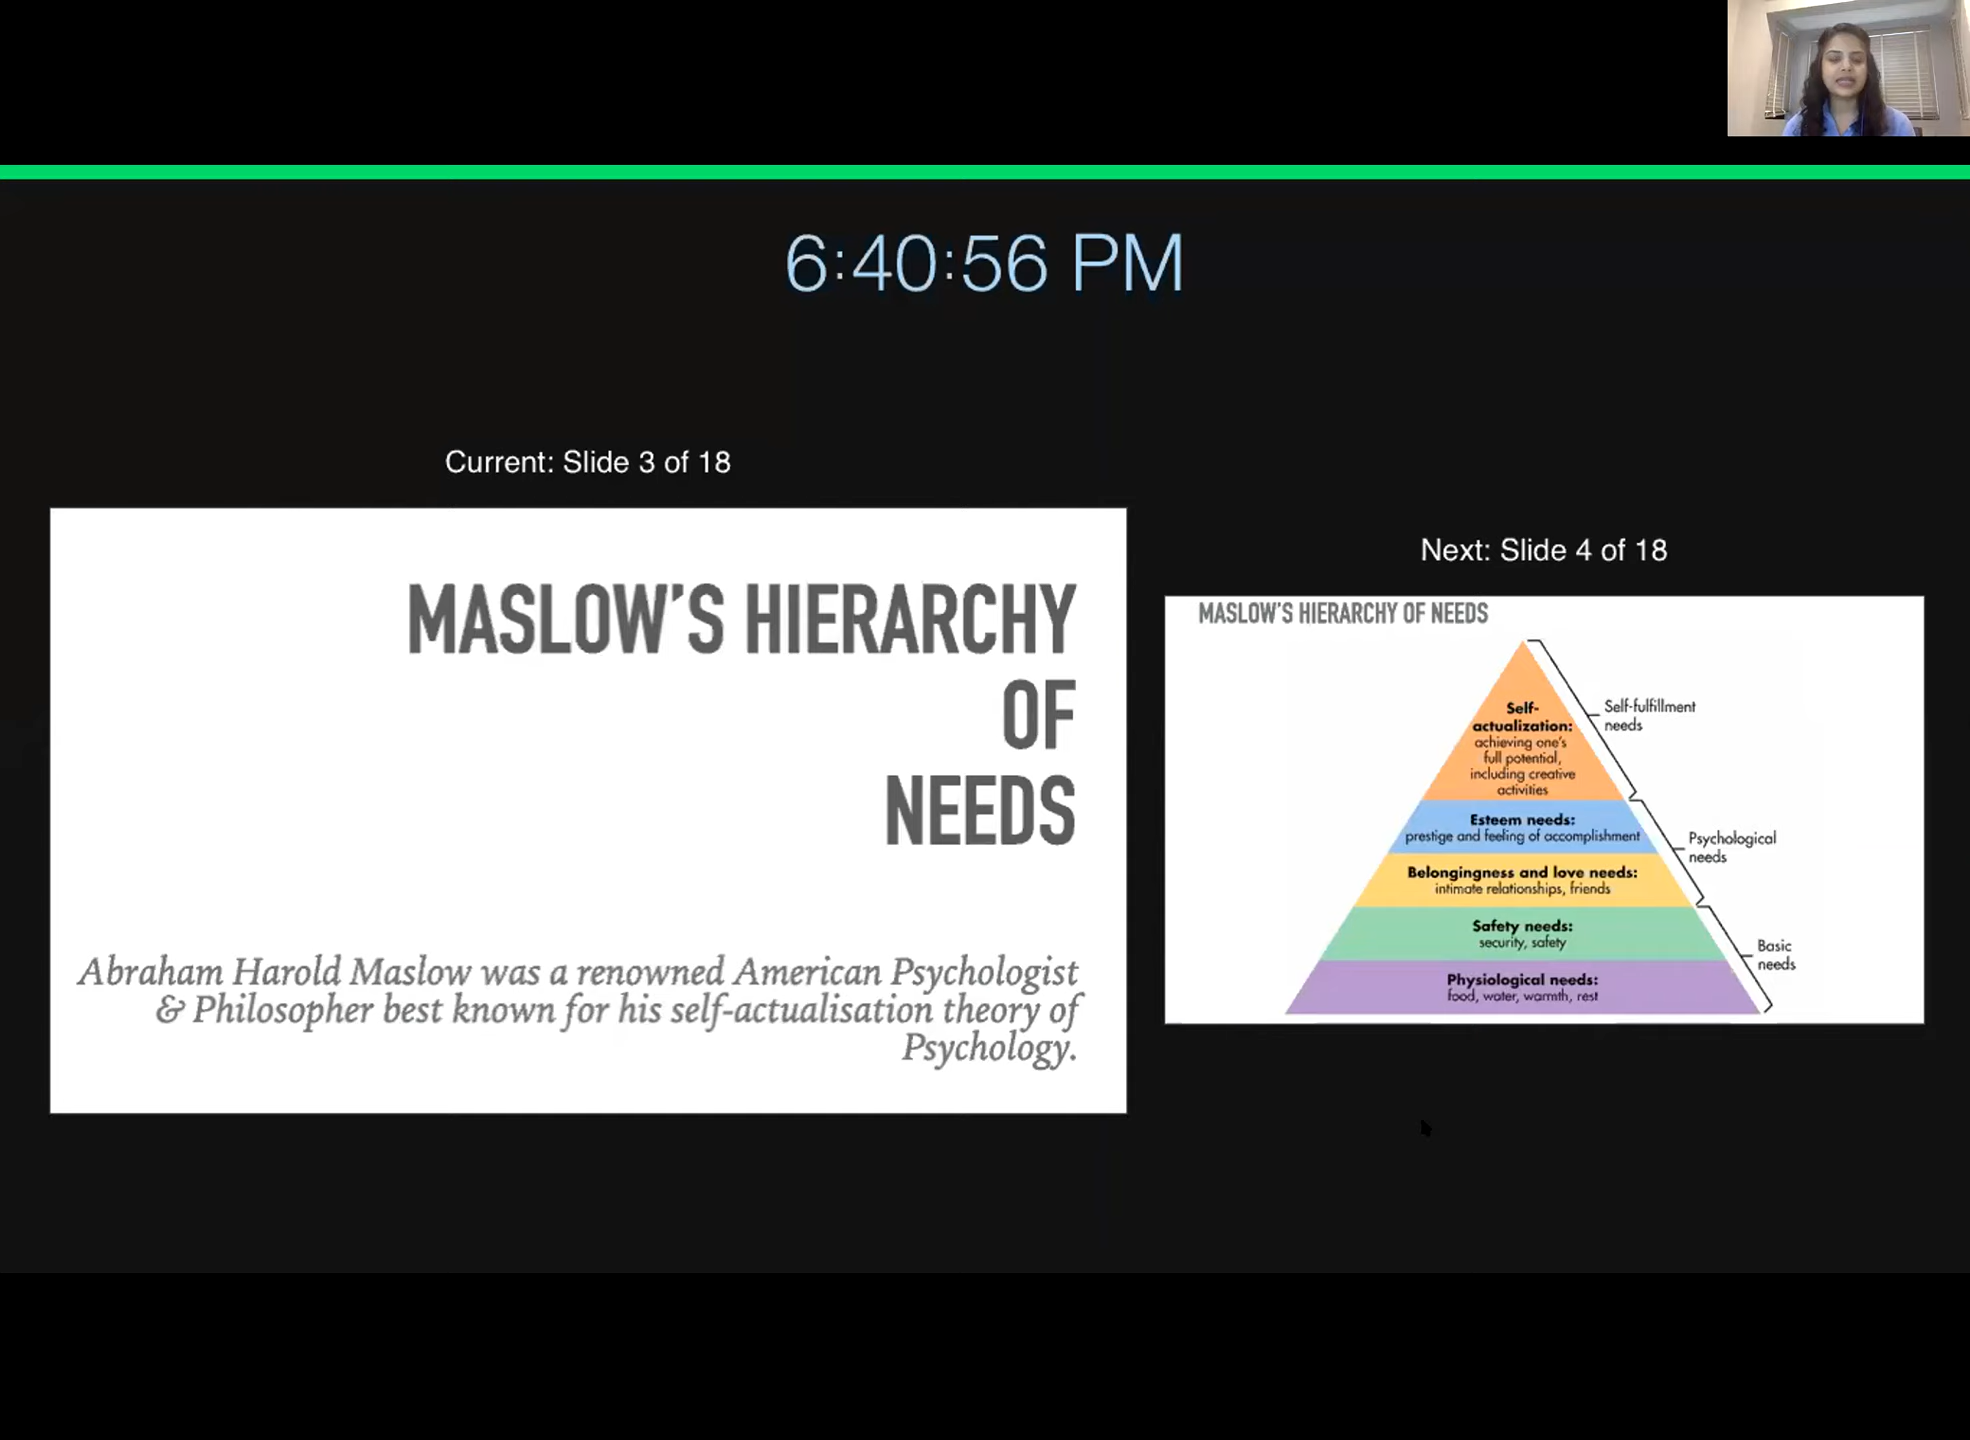 6:40:56 PM
Current: Slide 3 of 18
MASLOW'S HIERARCHY
OF
NEEDS
Abraham Harold Maslow was a renowned American Psychologist
& Philosopher best known for his self-actualisation theory of
Psychology.
Next: Slide 4 of 18
MASLOW'S HIERARCHY OF NEEDS
Self-
actualization:
achieving one's
full potential,
including creative
activities
Self-fulfillment
needs
Esteem needs:
prestige and feeling of accomplishment
Belongingness and love needs:
intimate relationships, friends
Psychological
needs
Safety needs:
security, safety
Physiological needs:
food, water, warmth, rest
Basic
needs